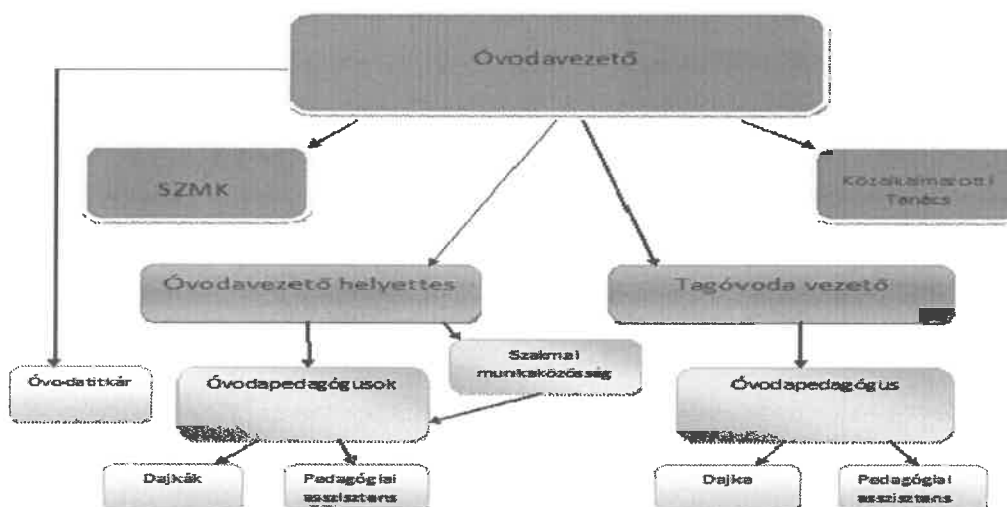 Óvodavezető
SZMK
Közalkalmazotti
Tanács
Óvodavezető helyettes
Tagóvoda vezető
Óvodatitkár
Óvodapedagógusok
Szakmai
munkaközösség
Óvodapedagógus
Dajkák
Pedagógiai
asszisztens
Dajka
Pedagógiai
asszisztens